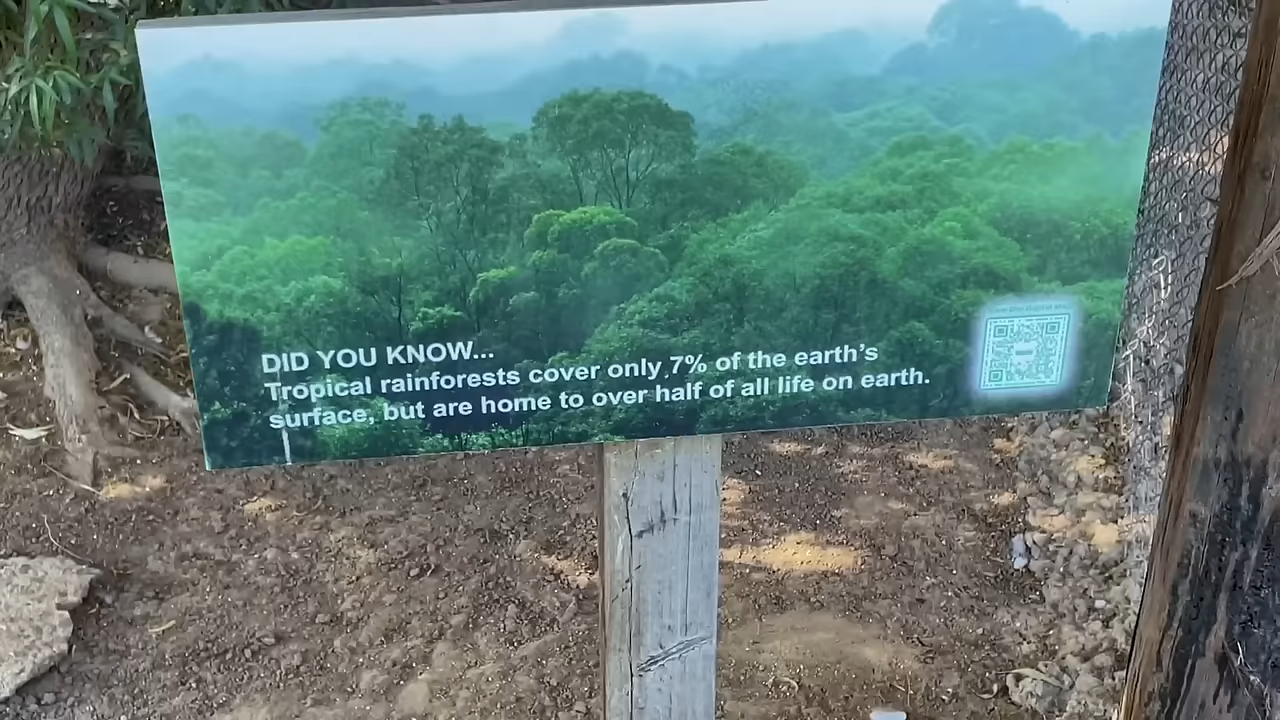 DID YOU KNOW...
Tropical rainforests cover only 7% of the earth's
surface, but are home to over half of all life on earth.